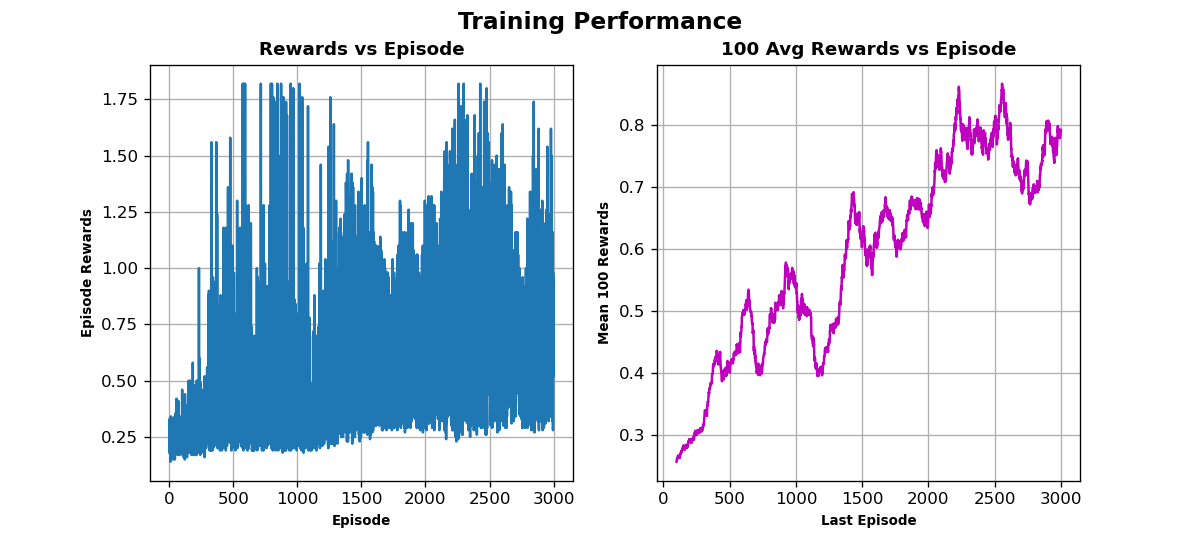 Training Performance
Rewards vs Episode
100 Avg Rewards vs Episode
Episode Rewards
1.75
1.50
1.25
1.00
0.75
0.50
0.25
0 500 1000 1500 2000 2500 3000
Episode
Mean 100 Rewards
0.8
0.7
0.6
0.5
0.4
0.3
0 500 1000 1500 2000 2500 3000
Last Episode